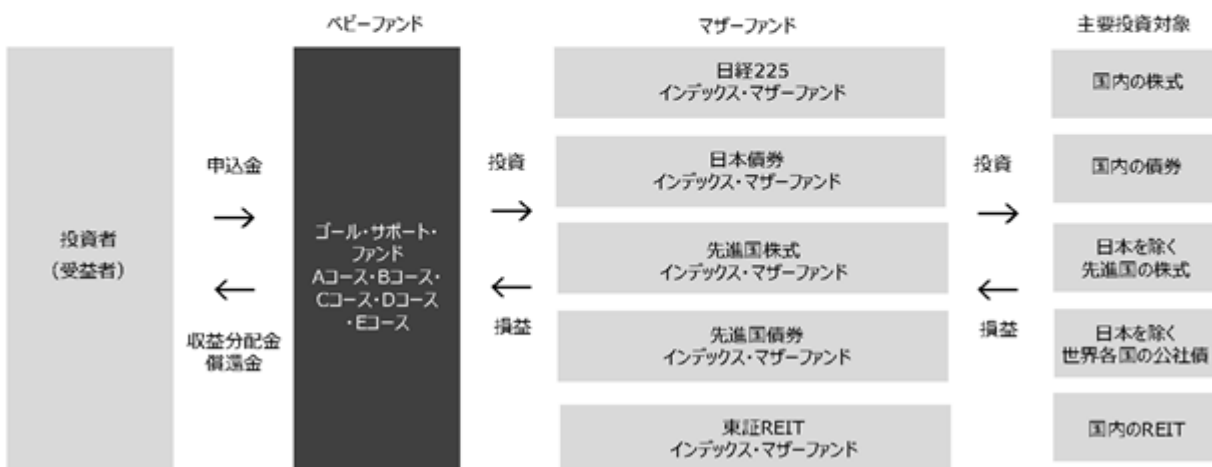 ベビーファンド
マザーファンド
主要投資対象
投資者
（受益者）
申込金
→
←
収益分配金
償還金
ゴール・サポート・
ファンド
Aコース・Bコース・
Cコース・Dコース
・Eコース
投資
→
←
損益
日経225
インデックス・マザーファンド
日本債券
インデックス・マザーファンド
先進国株式
インデックス・マザーファンド
先進国債券
インデックス・マザーファンド
東証REIT
インデックス・マザーファンド
投資
→
←
損益
国内の株式
国内の債券
日本を除く
先進国の株式
日本を除く
世界各国の公社債
国内のREIT